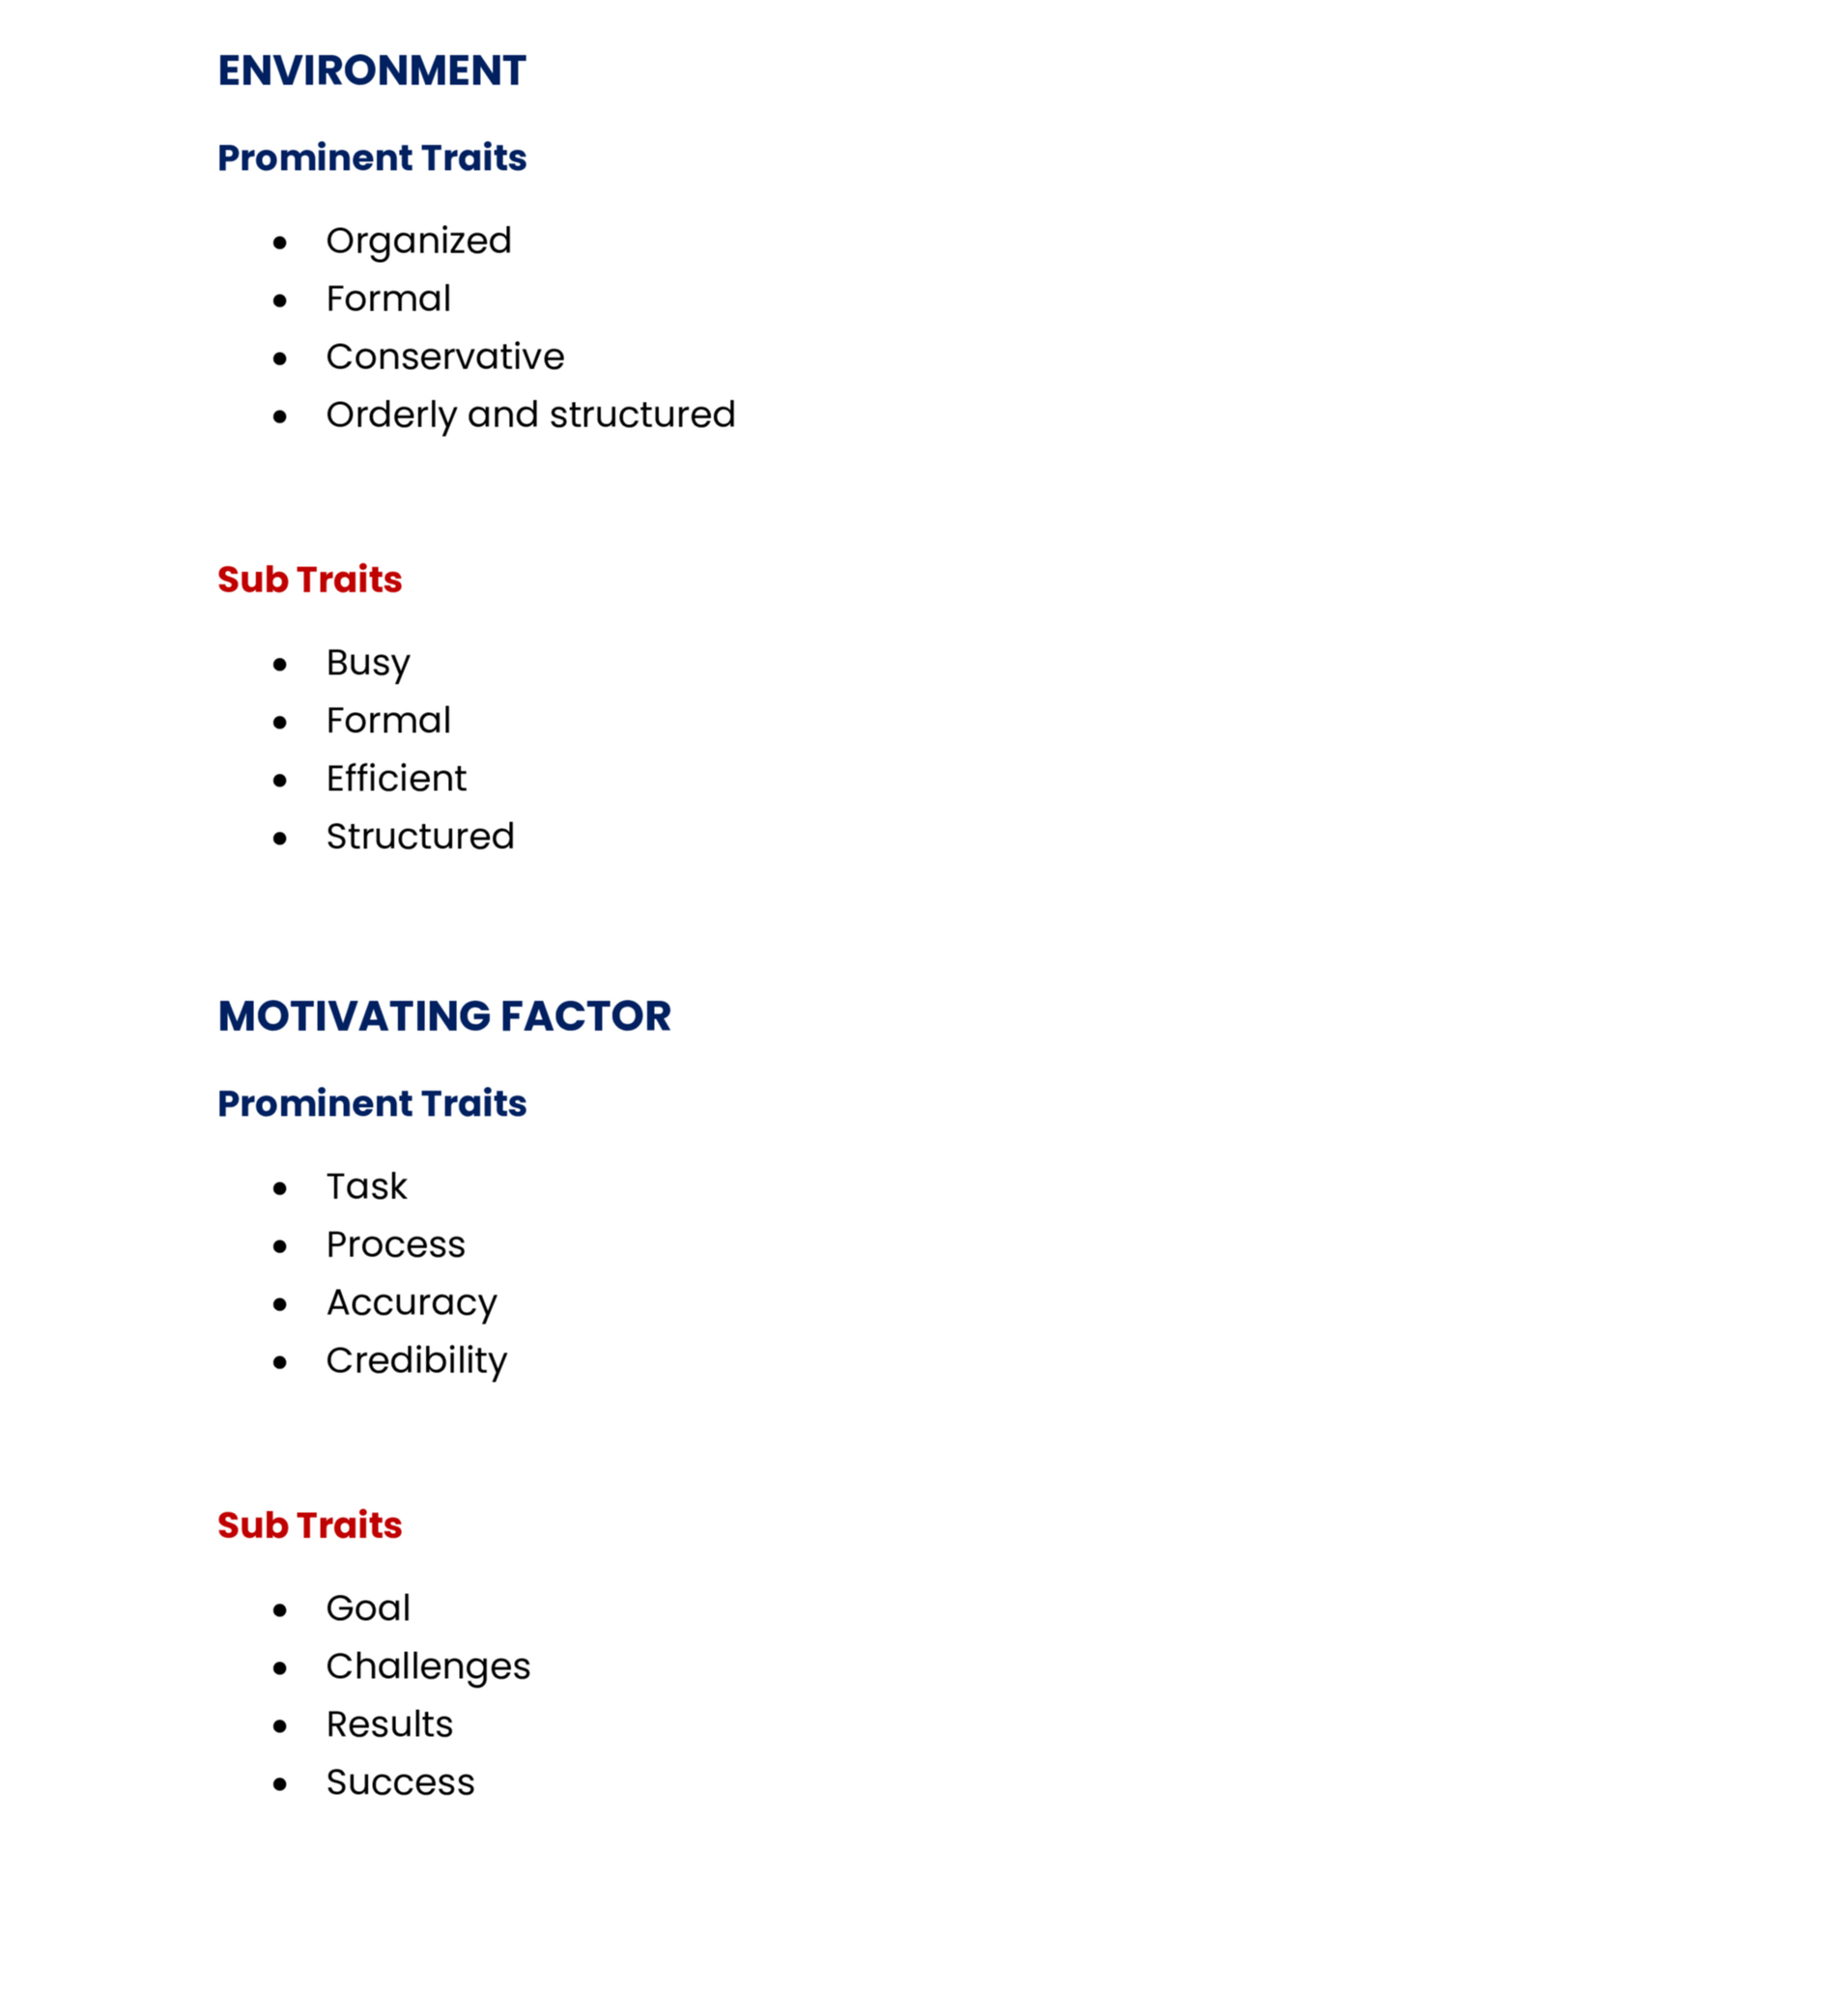 ENVIRONMENT
Prominent Traits
● Organized
● Formal
● Conservative
● Orderly and structured
Sub Traits
● Busy
● Formal
● Efficient
● Structured
MOTIVATING FACTOR
Prominent Traits
● Task
● Process
● Accuracy
● Credibility
Sub Traits
● Goal
● Challenges
● Results
● Success